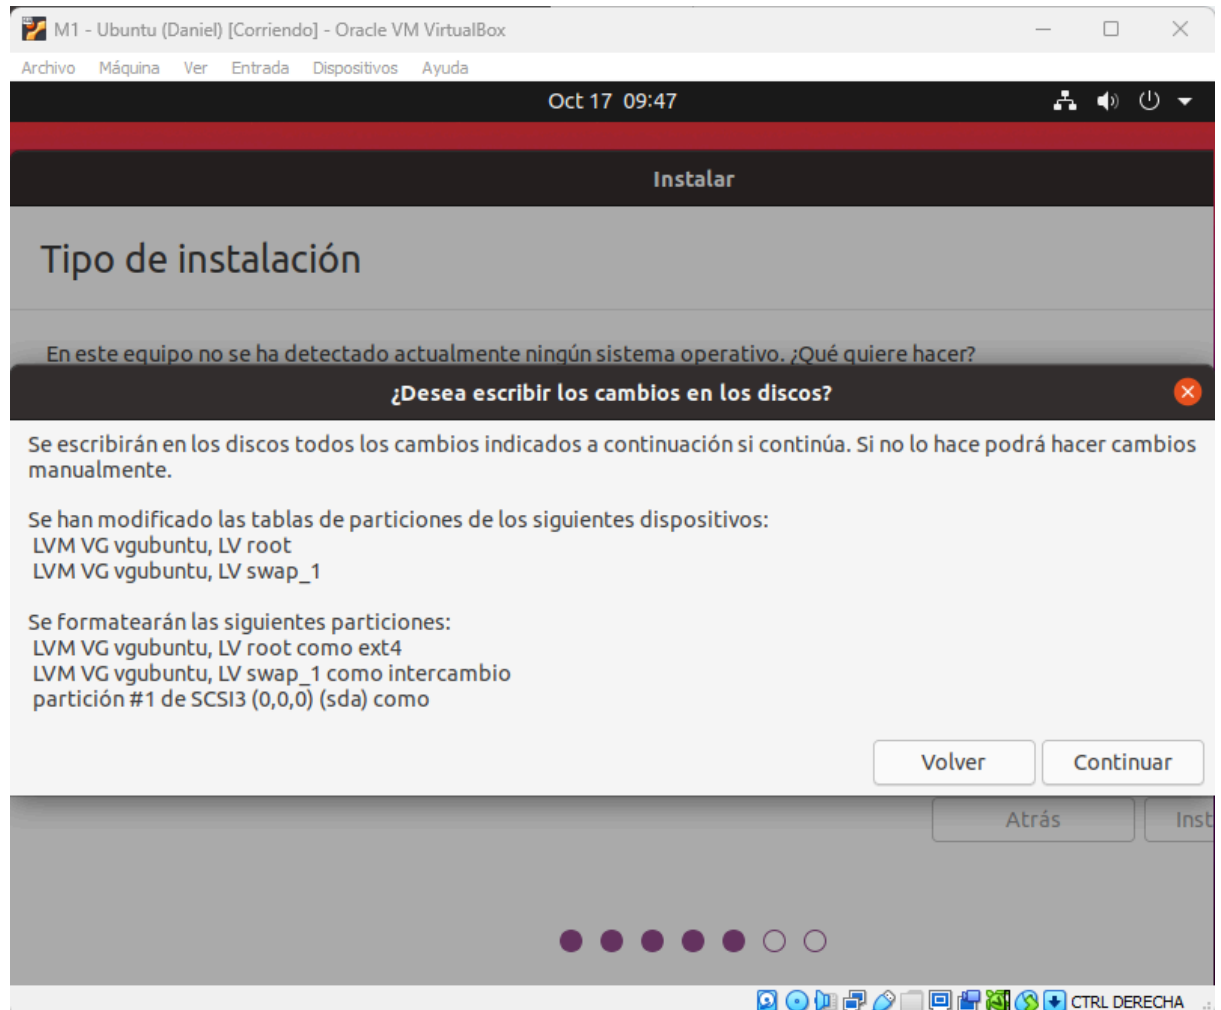 M1 - Ubuntu (Daniel) [Corriendo] - Oracle VM VirtualBox
Archivo Máquina Ver Entrada Dispositivos Ayuda
Oct 17 09:47
Instalar
Tipo de instalación
En este equipo no se ha detectado actualmente ningún sistema operativo. ¿Qué quiere hacer?
¿Desea escribir los cambios en los discos?
Se escribirán en los discos todos los cambios indicados a continuación si continúa. Si no lo hace podrá hacer cambios
manualmente.
Se han modificado las tablas de particiones de los siguientes dispositivos:
LVM VG vgubuntu, LV root
LVM VG vgubuntu, LV swap_1
Se formatearán las siguientes particiones:
LVM VG vgubuntu, LV root como ext4
LVM VG vgubuntu, LV swap_1 como intercambio
partición #1 de SCSI3 (0,0,0) (sda) como
Volver Continuar
Atrás Inst
CTRL DERECHA